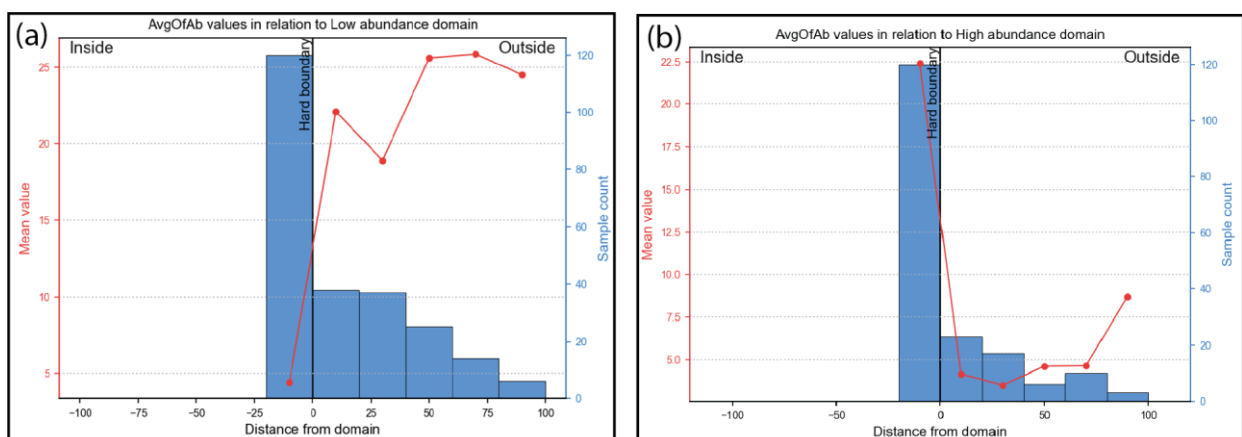 (a)
AvgOfAb values in relation to Low abundance domain
Inside
Hard boundary
Outside
25
20
15
10
5
Mean value
120
100
80
60
40
20
0
Sample count
-100
-75
-50
-25
0
25
50
75
100
Distance from domain
(b)
AvgOfAb values in relation to High abundance domain
Inside
Hard boundary
Outside
22.5
20.0
17.5
15.0
12.5
10.0
7.5
5.0
Mean value
120
100
80
60
40
20
0
Sample count
-100
-50
0
50
100
Distance from domain